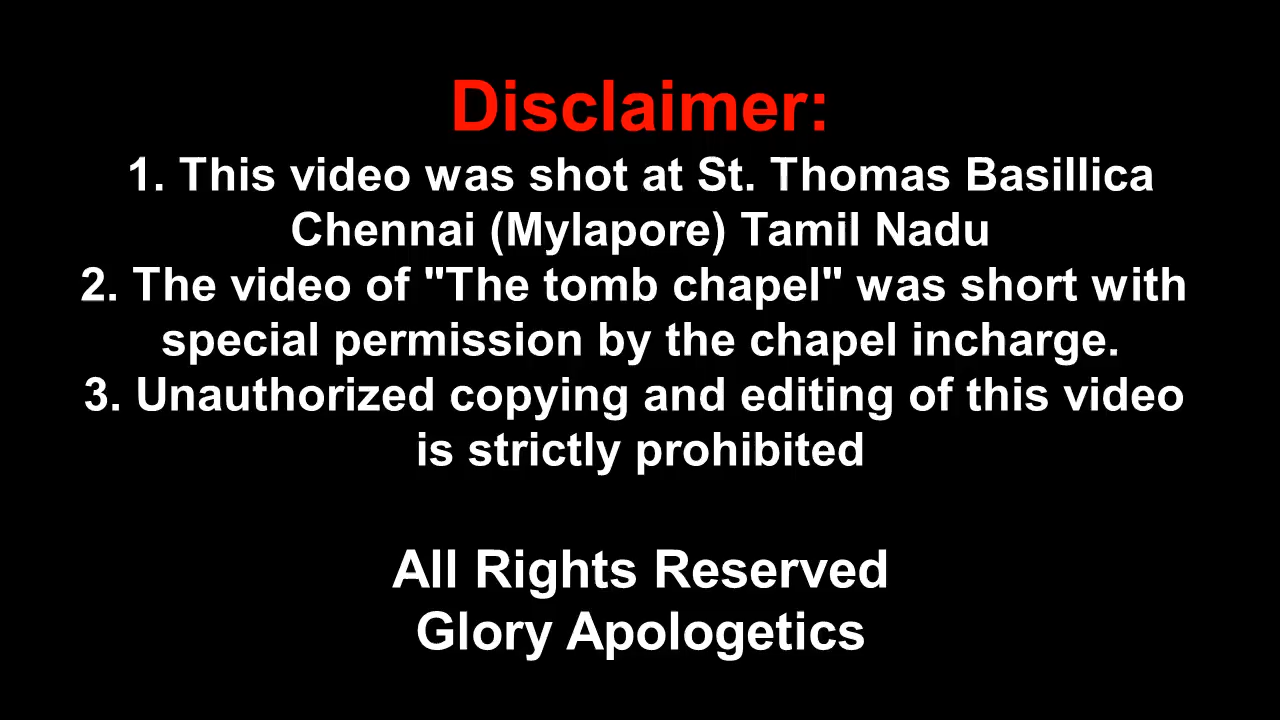 Disclaimer:
1. This video was shot at St. Thomas Basillica
Chennai (Mylapore) Tamil Nadu
2. The video of "The tomb chapel" was short with
special permission by the chapel incharge.
3. Unauthorized copying and editing of this video
is strictly prohibited
All Rights Reserved
Glory Apologetics